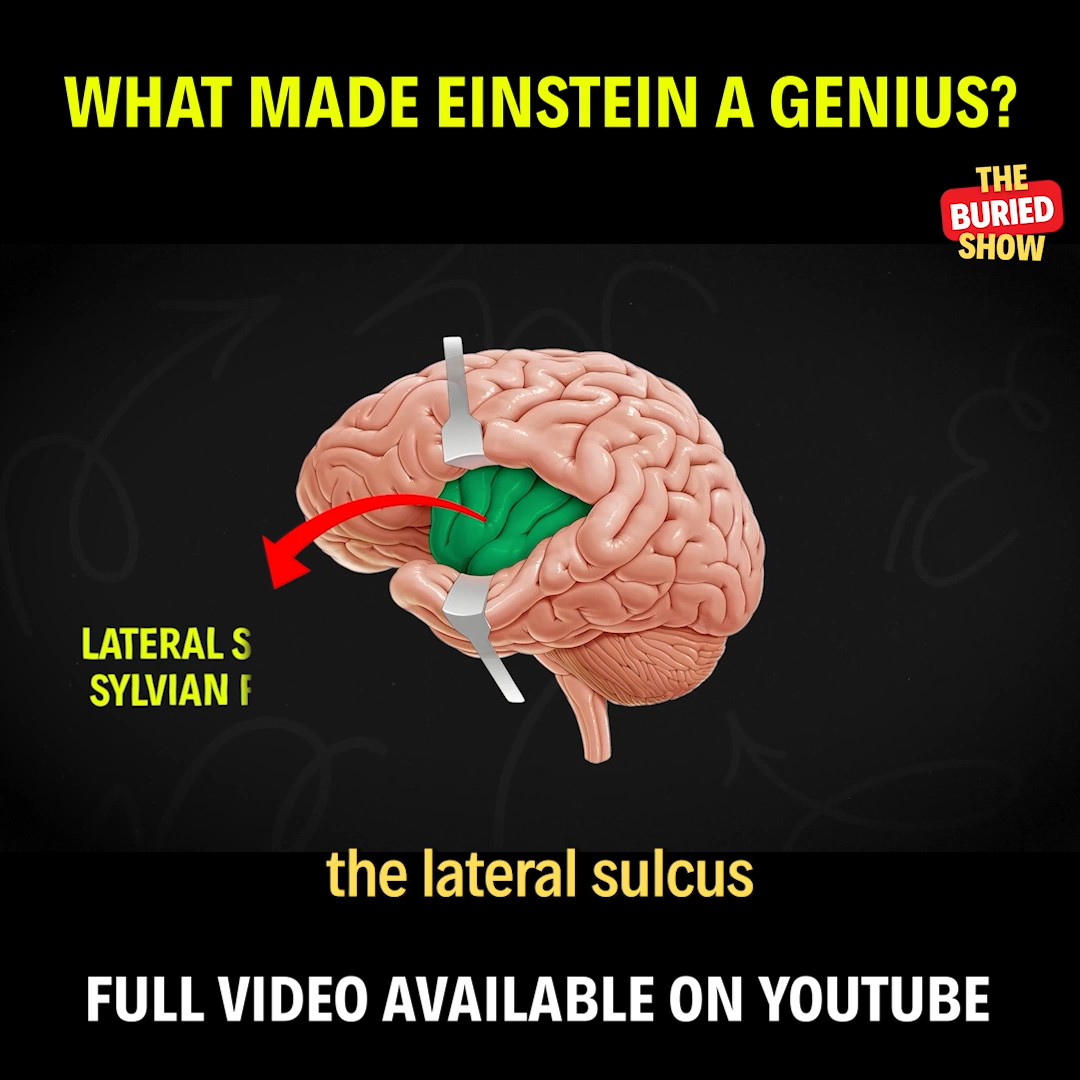 WHAT MADE EINSTEIN A GENIUS?
THE
BURIED
SHOW
LATERAL S
SYLVIAN
the lateral sulcus
FULL VIDEO AVAILABLE ON YOUTUBE